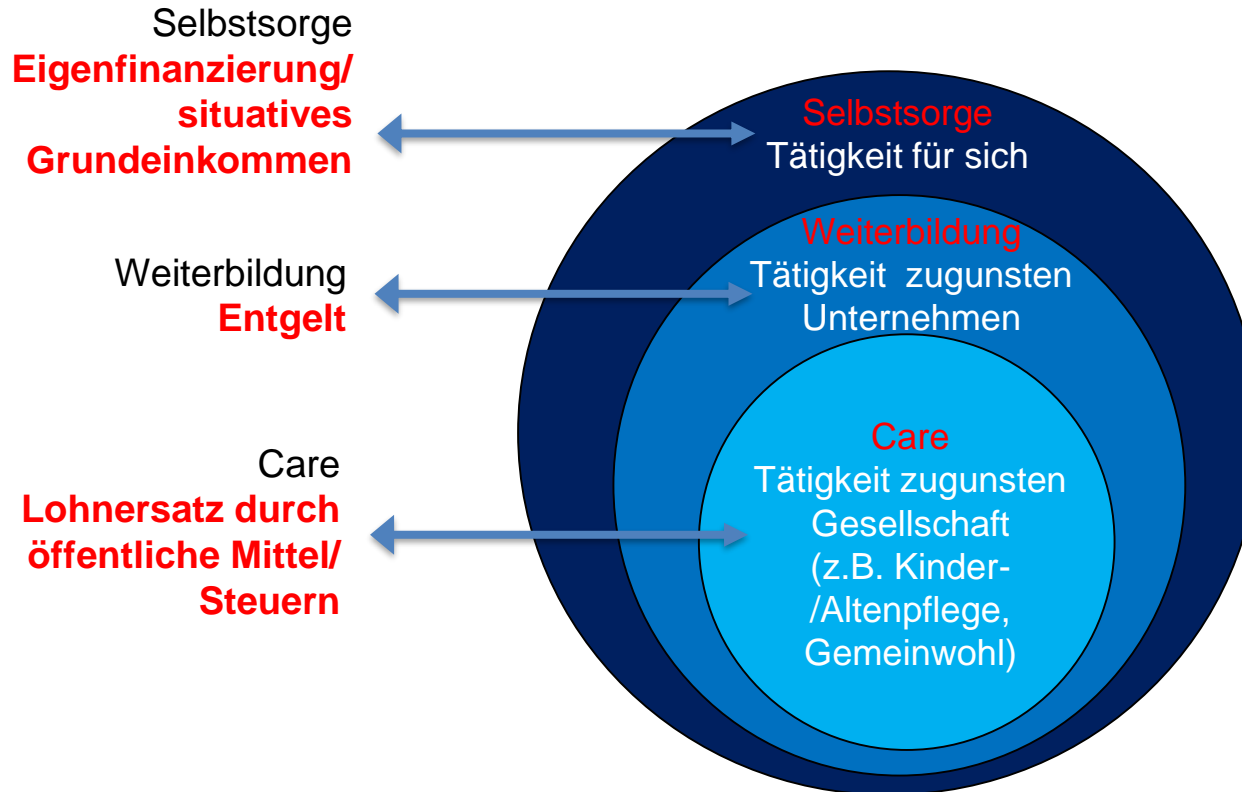 Selbstsorge
Eigenfinanzierung/
situatives
Grundeinkommen
Weiterbildung
Entgelt
Care
Lohnersatz durch
öffentliche Mittel/
Steuern
Selbstsorge
Tätigkeit für sich
Weiterbildung
Tätigkeit zugunsten
Unternehmen
Care
Tätigkeit zugunsten
Gesellschaft
(z.B. Kinder-
/Altenpflege,
Gemeinwohl)